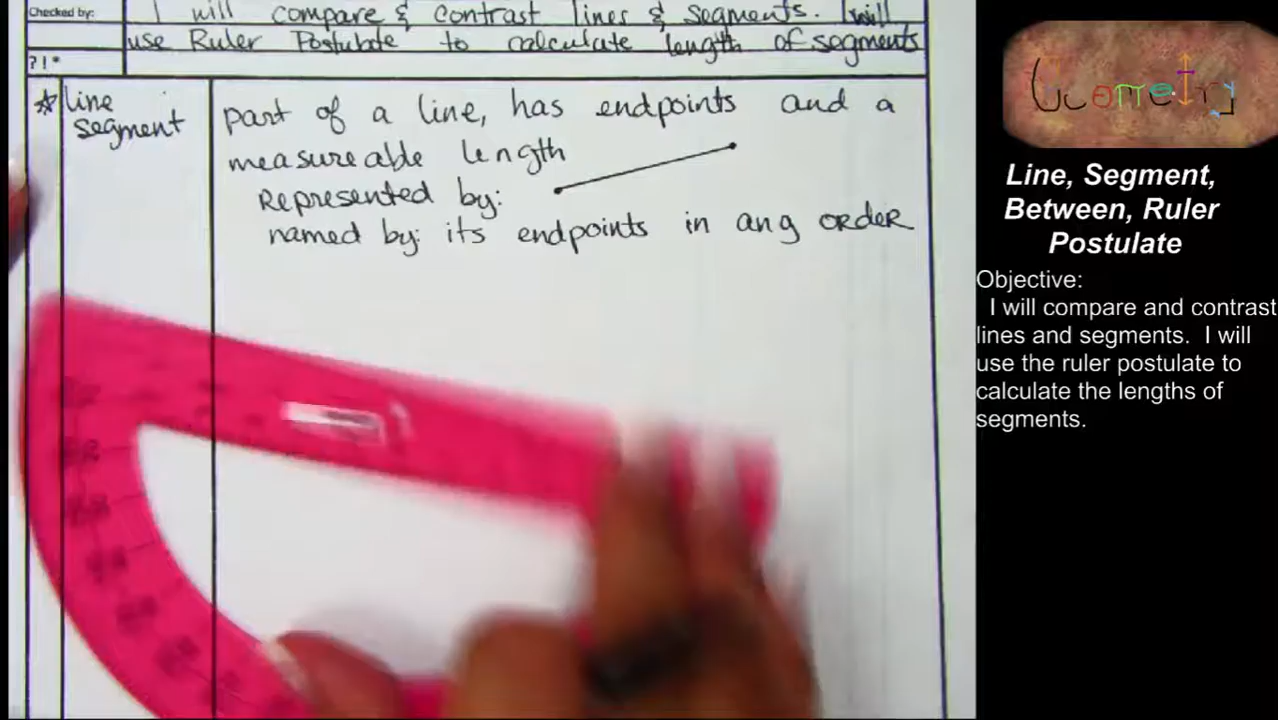 Checked by:
I will compare & contrast lines & segments. I will
use Ruler Postulate to calculate length of segments
?!*
☆ line
segment
part of a line, has endpoints and a
measureable length
Represented by:
named by: its endpoints in any order
Geometry
Line, Segment,
Between, Ruler
Postulate
Objective:
I will compare and contrast
lines and segments. I will
use the ruler postulate to
calculate the lengths of
segments.